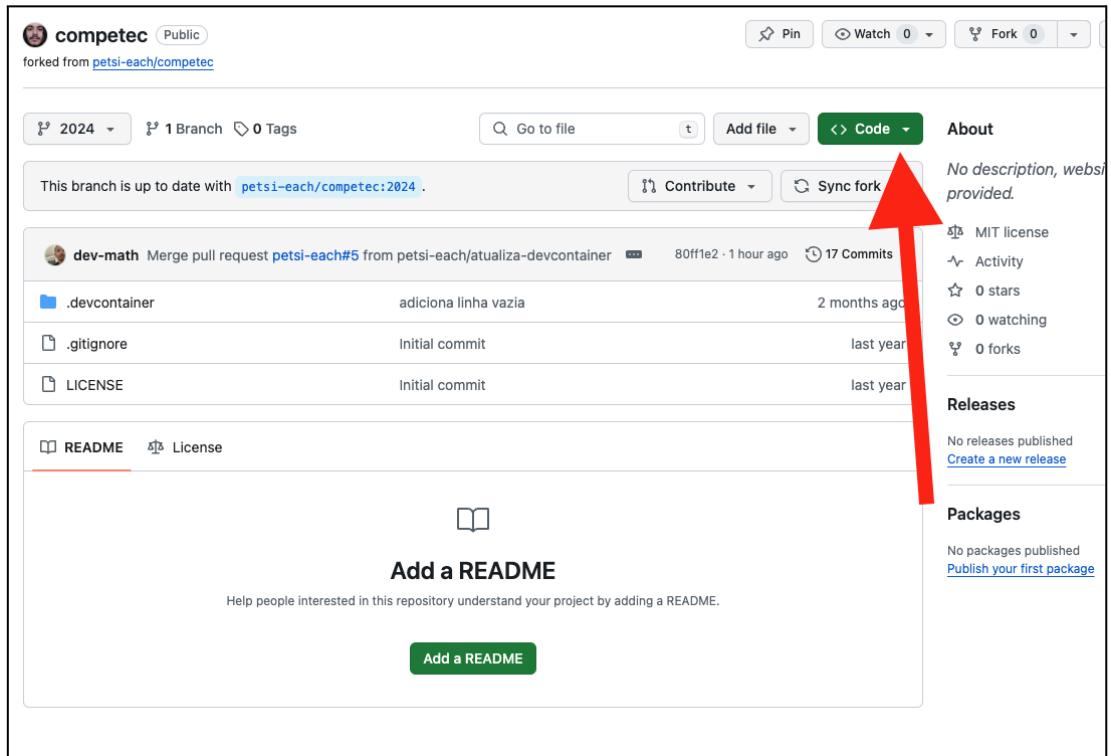 competec Public
Pin
Watch 0
Fork 0
forked from petsi-each/competec
2024
1 Branch
0 Tags
Go to file
t
Add file
Code
This branch is up to date with petsi-each/competec:2024.
Contribute
Sync fork
dev-math Merge pull request petsi-each#5 from petsi-each/atualiza-devcontainer
80ff1e2 · 1 hour ago
17 Commits
.devcontainer adiciona linha vazia 2 months ago
.gitignore Initial commit last year
LICENSE Initial commit last year
README
License
Add a README
Help people interested in this repository understand your project by adding a README.
Add a README
About
No description, websi
provided.
MIT license
Activity
0 stars
0 watching
0 forks
Releases
No releases published
Create a new release
Packages
No packages published
Publish your first package